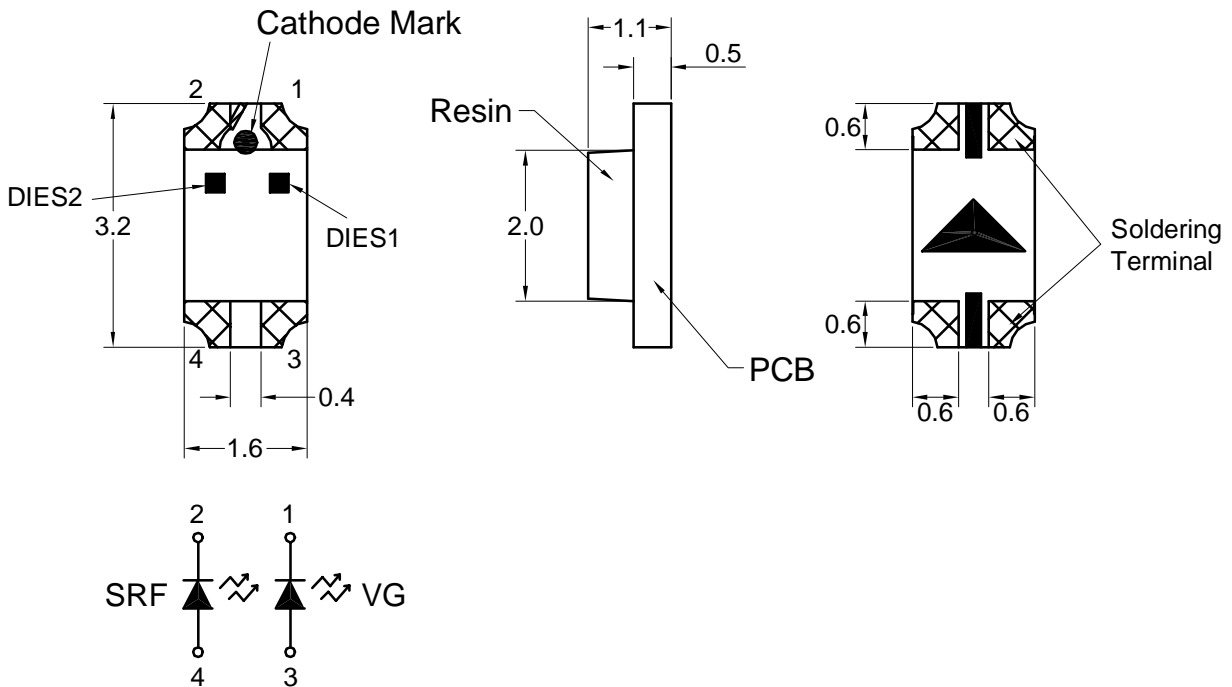 Cathode Mark
1.1
0.5
2
1
Resin
0.6
DIES2
3.2
DIES1
2.0
Soldering
Terminal
0.6
4
3
PCB
0.4
0.6
0.6
1.6
2
1
SRF
VG
4
3